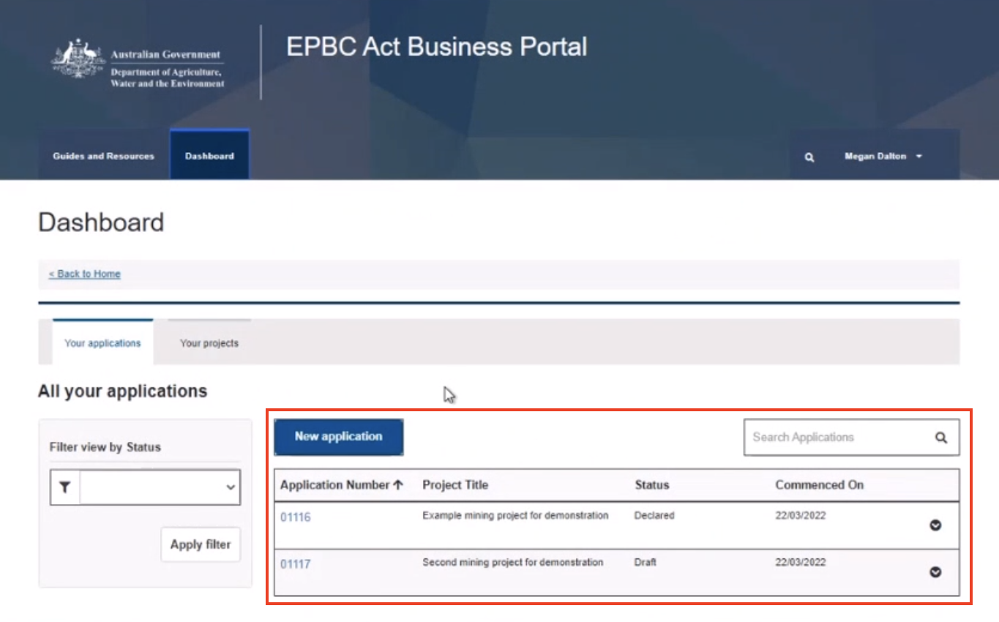 Australian Government
Department of Agriculture,
Water and the Environment
EPBC Act Business Portal
Guides and Resources
Dashboard
Megan Dalton
Dashboard
< Back to Home
Your applications
Your projects
All your applications
Filter view by Status
Apply filter
New application
Search Applications
Application Number Project Title Status Commenced On
01116 Example mining project for demonstration Declared 22/03/2022
01117 Second mining project for demonstration Draft 22/03/2022